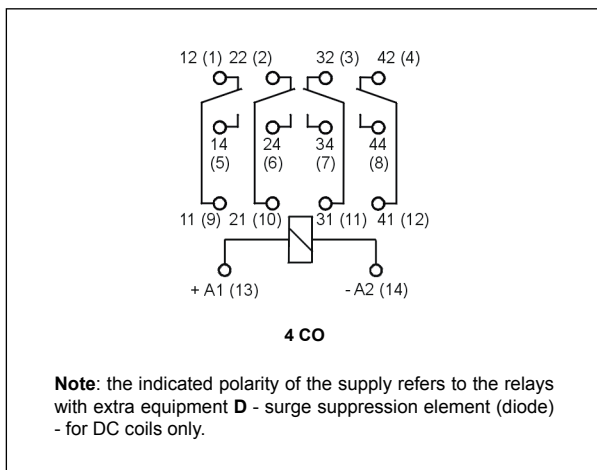 12 (1) 22 (2) 32 (3) 42 (4)
14 24 34 44
(5) (6) (7) (8)
11 (9) 21 (10) 31 (11) 41 (12)
+ A1 (13) - A2 (14)
4 CO
Note: the indicated polarity of the supply refers to the relays
with extra equipment D - surge suppression element (diode)
- for DC coils only.